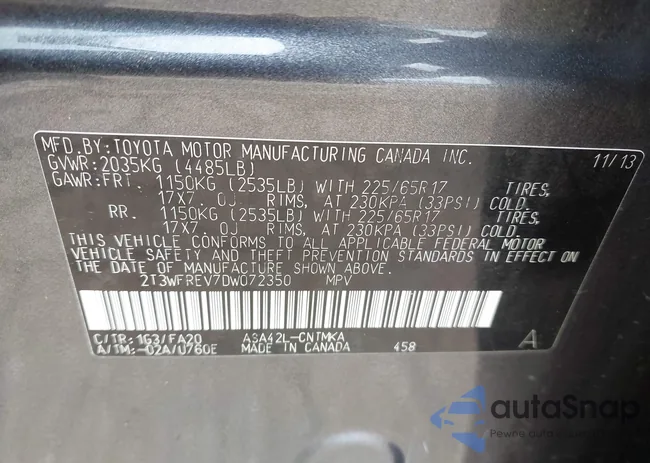 MFD.BY:TOYOTA MOTOR MANUFACTURING CANADA INC. 11/13
GVWR:2035KG (4485LB)
GAWR:FRT. 1150KG (2535LB) WITH 225/65R17 TIRES,
17X7.0J RIMS, AT 230KPA (33PSI) COLD.
RR. 1150KG (2535LB) WITH 225/65R17 TIRES,
17X7.0J RIMS, AT 230KPA (33PSI) COLD.
THIS VEHICLE CONFORMS TO ALL APPLICABLE FEDERAL MOTOR
VEHICLE SAFETY AND THEFT PREVENTION STANDARDS IN EFFECT ON
THE DATE OF MANUFACTURE SHOWN ABOVE.
2T3WFREV7DW072350 MPV
C/TR:1G3/FA20 A3A42L-CNTMKA
A/TM:-02A/U760E MADE IN CANADA 458 A
autoSnap
Pewne auto